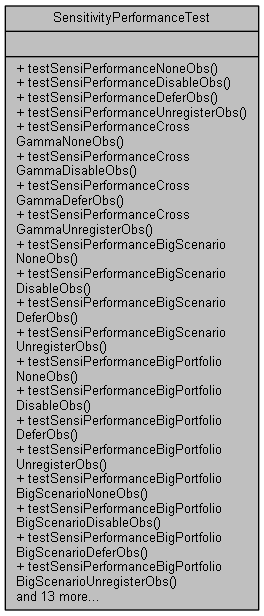 SensitivityPerformanceTest
+ testSensiPerformanceNoneObs()
+ testSensiPerformanceDisableObs()
+ testSensiPerformanceDeferObs()
+ testSensiPerformanceUnregisterObs()
+ testSensiPerformanceCross
GammaNoneObs()
+ testSensiPerformanceCross
GammaDisableObs()
+ testSensiPerformanceCross
GammaDeferObs()
+ testSensiPerformanceCross
GammaUnregisterObs()
+ testSensiPerformanceBigScenario
NoneObs()
+ testSensiPerformanceBigScenario
DisableObs()
+ testSensiPerformanceBigScenario
DeferObs()
+ testSensiPerformanceBigScenario
UnregisterObs()
+ testSensiPerformanceBigPortfolio
NoneObs()
+ testSensiPerformanceBigPortfolio
DisableObs()
+ testSensiPerformanceBigPortfolio
DeferObs()
+ testSensiPerformanceBigPortfolio
UnregisterObs()
+ testSensiPerformanceBigPortfolio
BigScenarioNoneObs()
+ testSensiPerformanceBigPortfolio
BigScenarioDisableObs()
+ testSensiPerformanceBigPortfolio
BigScenarioDeferObs()
+ testSensiPerformanceBigPortfolio
BigScenarioUnregisterObs()
and 13 more...